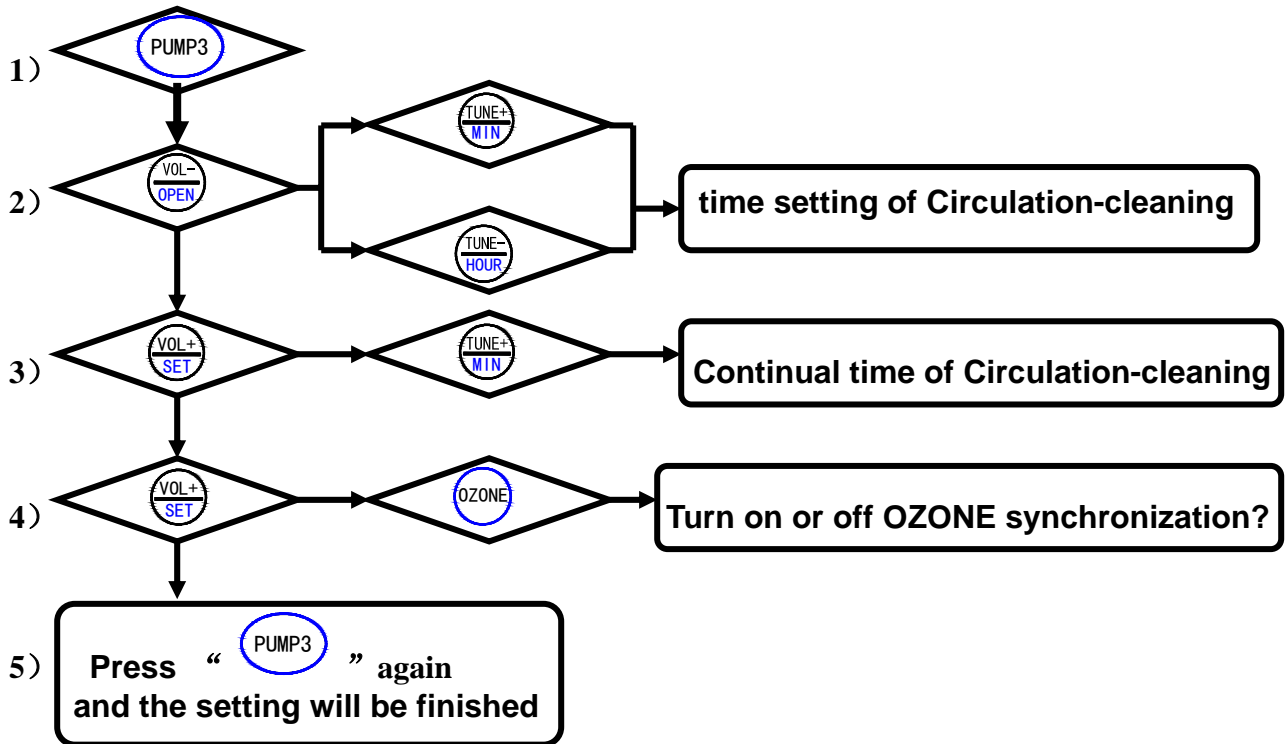 1）
PUMP3
2）
VOL-
OPEN
TUNE+
MIN
TUNE-
HOUR
time setting of Circulation-cleaning
3）
VOL+
SET
TUNE+
MIN
Continual time of Circulation-cleaning
4）
VOL+
SET
OZONE
Turn on or off OZONE synchronization?
5）
Press “ PUMP3 ” again
and the setting will be finished